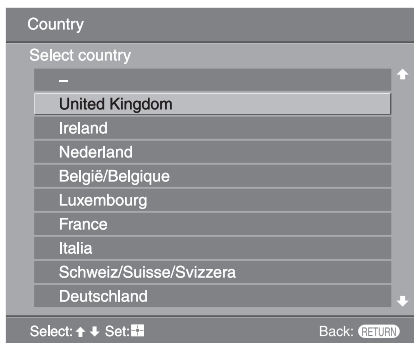 Country
Select country
–
United Kingdom
Ireland
Nederland
België/Belgique
Luxembourg
France
Italia
Schweiz/Suisse/Svizzera
Deutschland
Select: Set: Back: RETURN